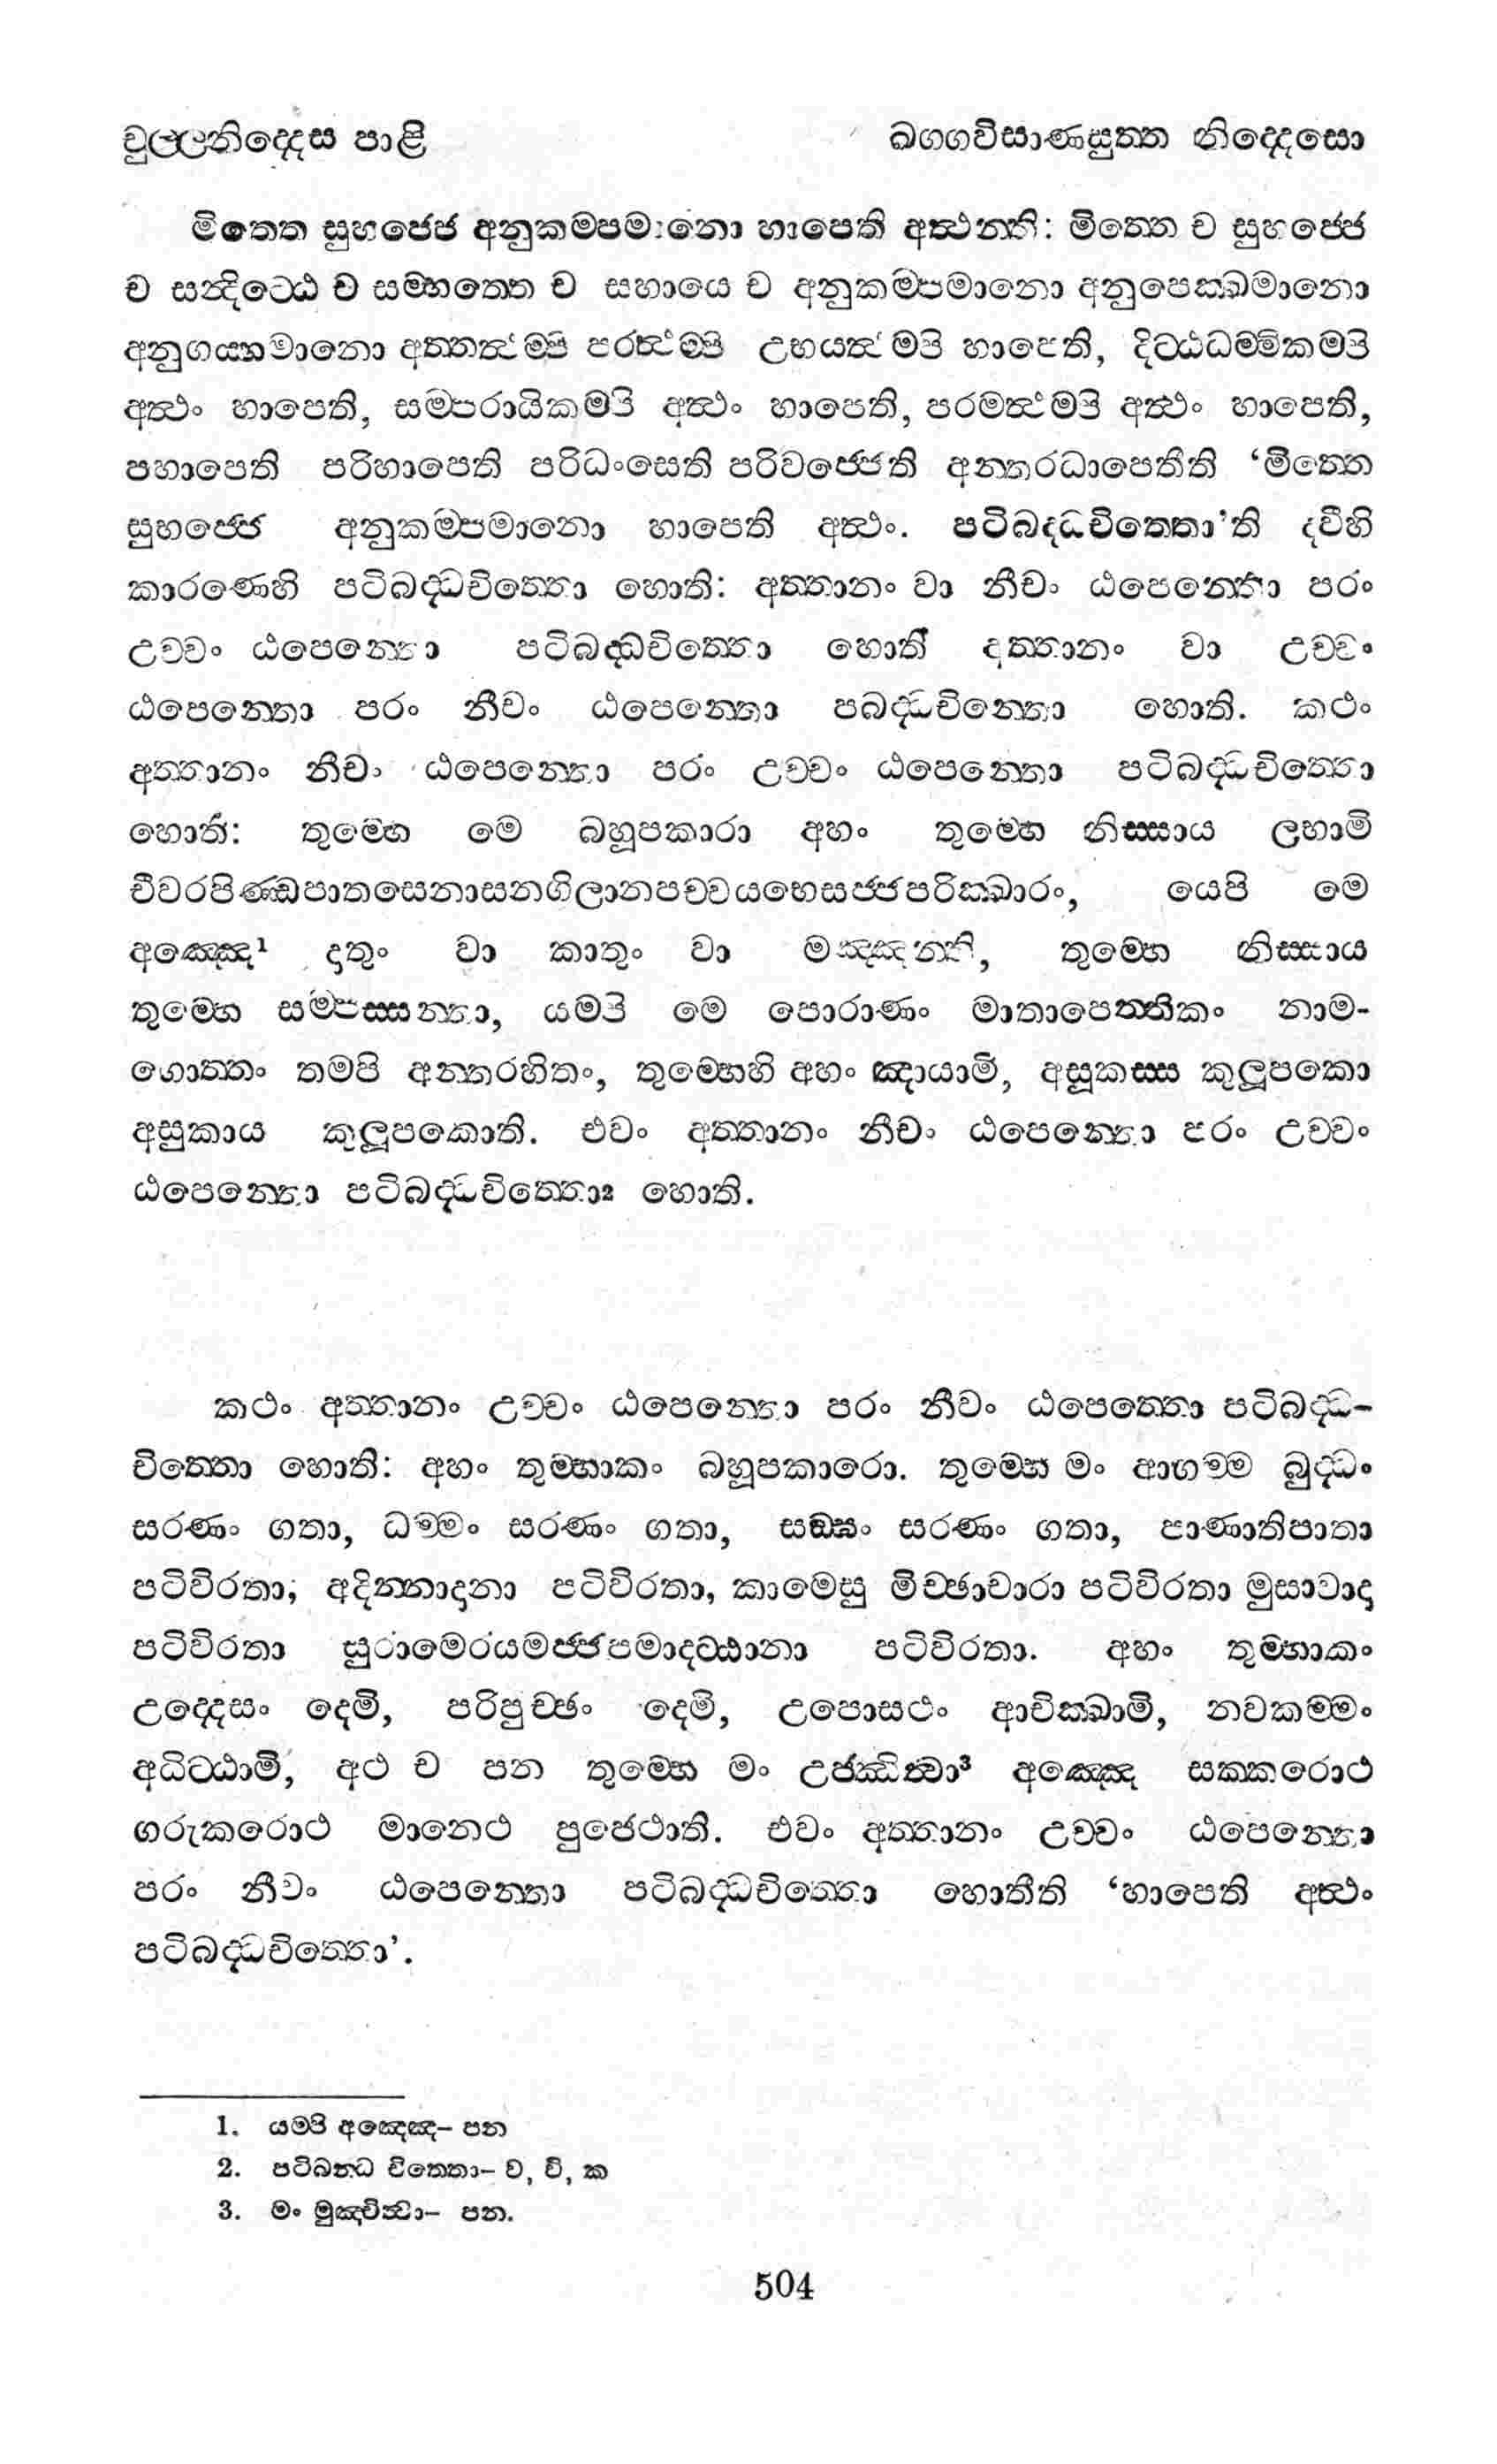 චුල්ලනිද්දෙස පාළි ඛග්ගවිසාණසුත්ත නිද්දෙසො
මිත්තෙ සුහජ්ජෙ අනුකම්පමානො හාපෙති අත්ථන්ති: මිත්තෙ ච සුහජ්ජෙ
ච සන්දිට්ඨෙ ච සම්භත්තෙ ච සහායෙ ච අනුකම්පමානො අනුපෙක්ඛමානො
අනුගය්හමානො අත්තත්ථම්පි පරත්ථම්පි උභයත්ථම්පි හාපෙති, දිට්ඨධම්මිකම්පි
අත්ථං හාපෙති, සම්පරායිකම්පි අත්ථං හාපෙති, පරමත්ථම්පි අත්ථං හාපෙති,
පහාපෙති පරිහාපෙති පරිධංසෙති පරිවජ්ජෙති අන්තරධාපෙතීති ‘මිත්තෙ
සුහජ්ජෙ අනුකම්පමානො හාපෙති අත්ථං. පටිබද්ධචිත්තො’ති ද්වීහි
කාරණෙහි පටිබද්ධචිත්තො හොති: අත්තානං වා නීචං ඨපෙන්තො පරං
උච්චං ඨපෙන්තො පටිබද්ධචිත්තො හොති අත්තානං වා උච්චං
ඨපෙන්තො පරං නීචං ඨපෙන්තො පබද්ධචින්තො හොති. කථං
අත්තානං නීචං ඨපෙන්තො පරං උච්චං ඨපෙන්තො පටිබද්ධචිත්තො
හොති: තුම්හෙ මෙ බහූපකාරා අහං තුම්හෙ නිස්සාය ලභාමි
චීවරපිණ්ඩපාතසෙනාසනගිලානපච්චයභෙසජ්ජපරික්ඛාරං, යෙපි මෙ
අඤ්ඤෙ¹ දාතුං වා කාතුං වා මඤ්ඤන්ති, තුම්හෙ නිස්සාය
තුම්හෙ සම්පස්සන්තා, යම්පි මෙ පොරාණං මාතාපෙත්තිකං නාම-
ගොත්තං තමපි අන්තරහිතං, තුම්හෙහි අහං ඤායාමි, අසූකස්ස කුලූපකො
අසුකාය කුලූපකොති. එවං අත්තානං නීචං ඨපෙන්තො පරං උච්චං
ඨපෙන්තො පටිබද්ධචිත්තො² හොති.
කථං අත්තානං උච්චං ඨපෙන්තො පරං නීචං ඨපෙත්තො පටිබද්ධ-
චිත්තො හොති: අහං තුම්හාකං බහූපකාරො. තුම්හෙ මං ආගම්ම බුද්ධං
සරණං ගතා, ධම්මං සරණං ගතා, සඞ්ඝං සරණං ගතා, පාණාතිපාතා
පටිවිරතා; අදින්නාදානා පටිවිරතා, කාමෙසු මිච්ඡාචාරා පටිවිරතා මුසාවාදා
පටිවිරතා සුරාමෙරයමජ්ජපමාදට්ඨානා පටිවිරතා. අහං තුම්හාකං
උද්දෙසං දෙමි, පරිපුච්ඡං දෙමි, උපොසථං ආචික්ඛාමි, නවකම්මං
අධිට්ඨාමි, අථ ච පන තුම්හෙ මං උජ්ඣිත්වා³ අඤ්ඤෙ සක්කරොථ
ගරුකරොථ මානෙථ පුජෙථාති. එවං අත්තානං උච්චං ඨපෙන්තො
පරං නීචං ඨපෙන්තො පටිබද්ධචිත්තො හොතීති ‘හාපෙති අත්ථං
පටිබද්ධචිත්තො’.
1. යම්පි අඤ්ඤෙ- පන
2. පටිබන්ධ චිත්තො- ව, වි, ක
3. මං මුඤ්චිත්වා- පන.
504